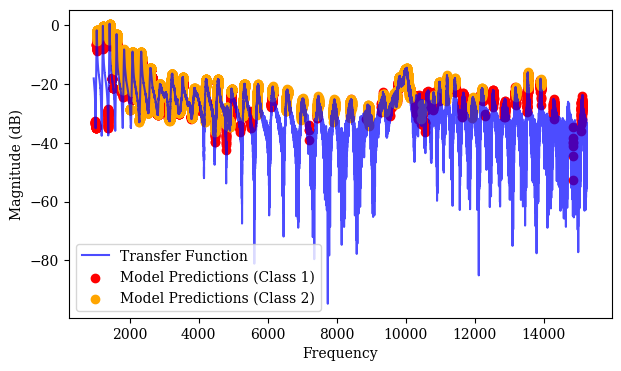 0
−20
−40
−60
−80
Magnitude (dB)
Transfer Function
Model Predictions (Class 1)
Model Predictions (Class 2)
2000 4000 6000 8000 10000 12000 14000
Frequency